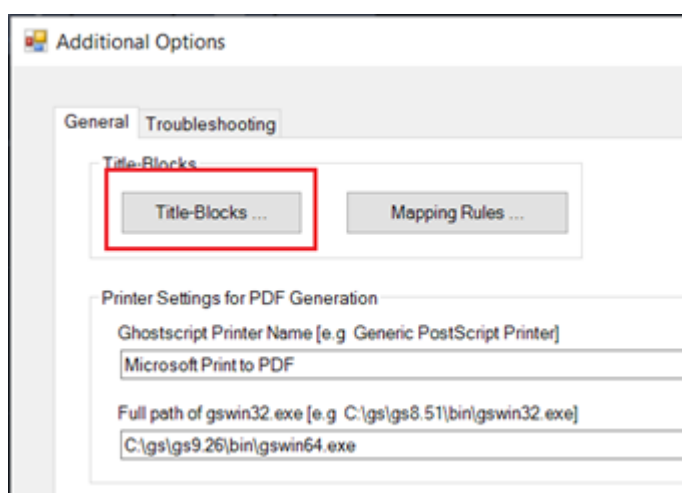 Additional Options
General Troubleshooting
Title-Blocks
Title-Blocks ... Mapping Rules ...
Printer Settings for PDF Generation
Ghostscript Printer Name [e.g Generic PostScript Printer]
Microsoft Print to PDF
Full path of gswin32.exe [e.g C:\gs\gs8.51\bin\gswin32.exe]
C:\gs\gs9.26\bin\gswin64.exe